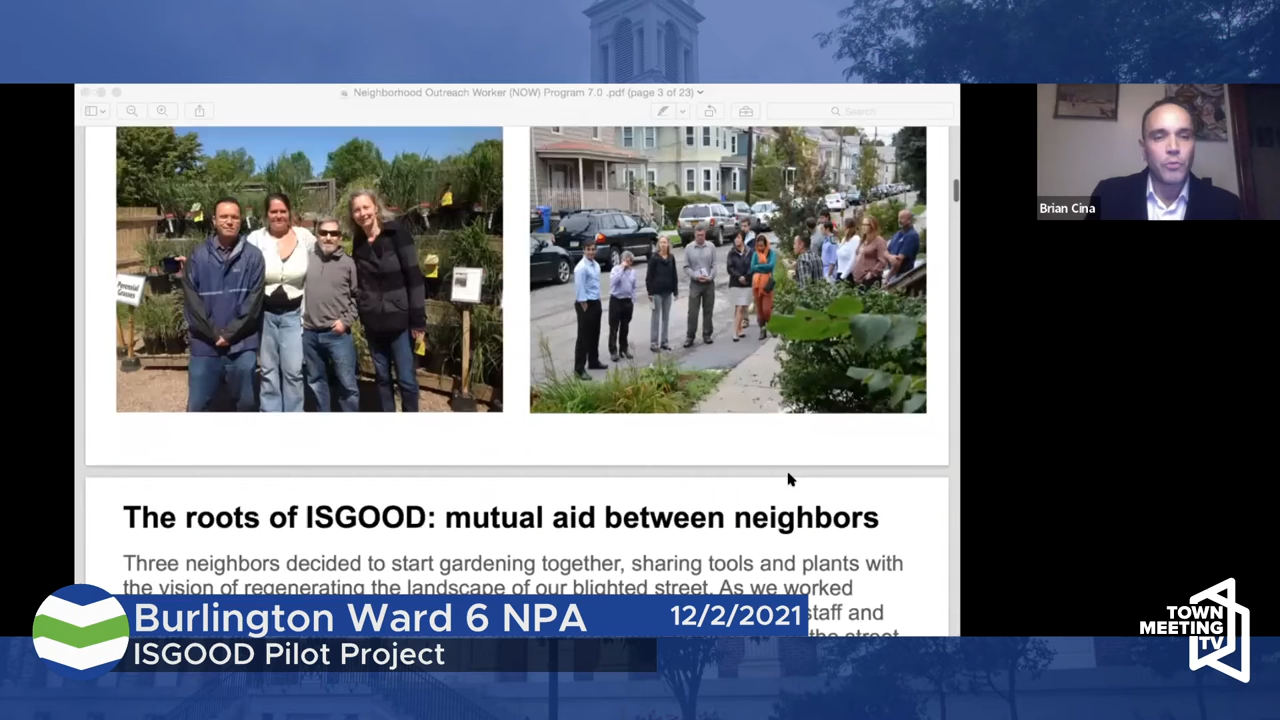 Neighborhood Outreach Worker (NOW) Program 7.0 .pdf (page 3 of 23)
Search
Perennial
Grasses
Brian Cina
The roots of ISGOOD: mutual aid between neighbors
Three neighbors decided to start gardening together, sharing tools and plants with
the vision of regenerating the landscape of our blighted street. As we worked
staff and
the street
Burlington Ward 6 NPA
12/2/2021
ISGOOD Pilot Project
TOWN
MEETING
TV